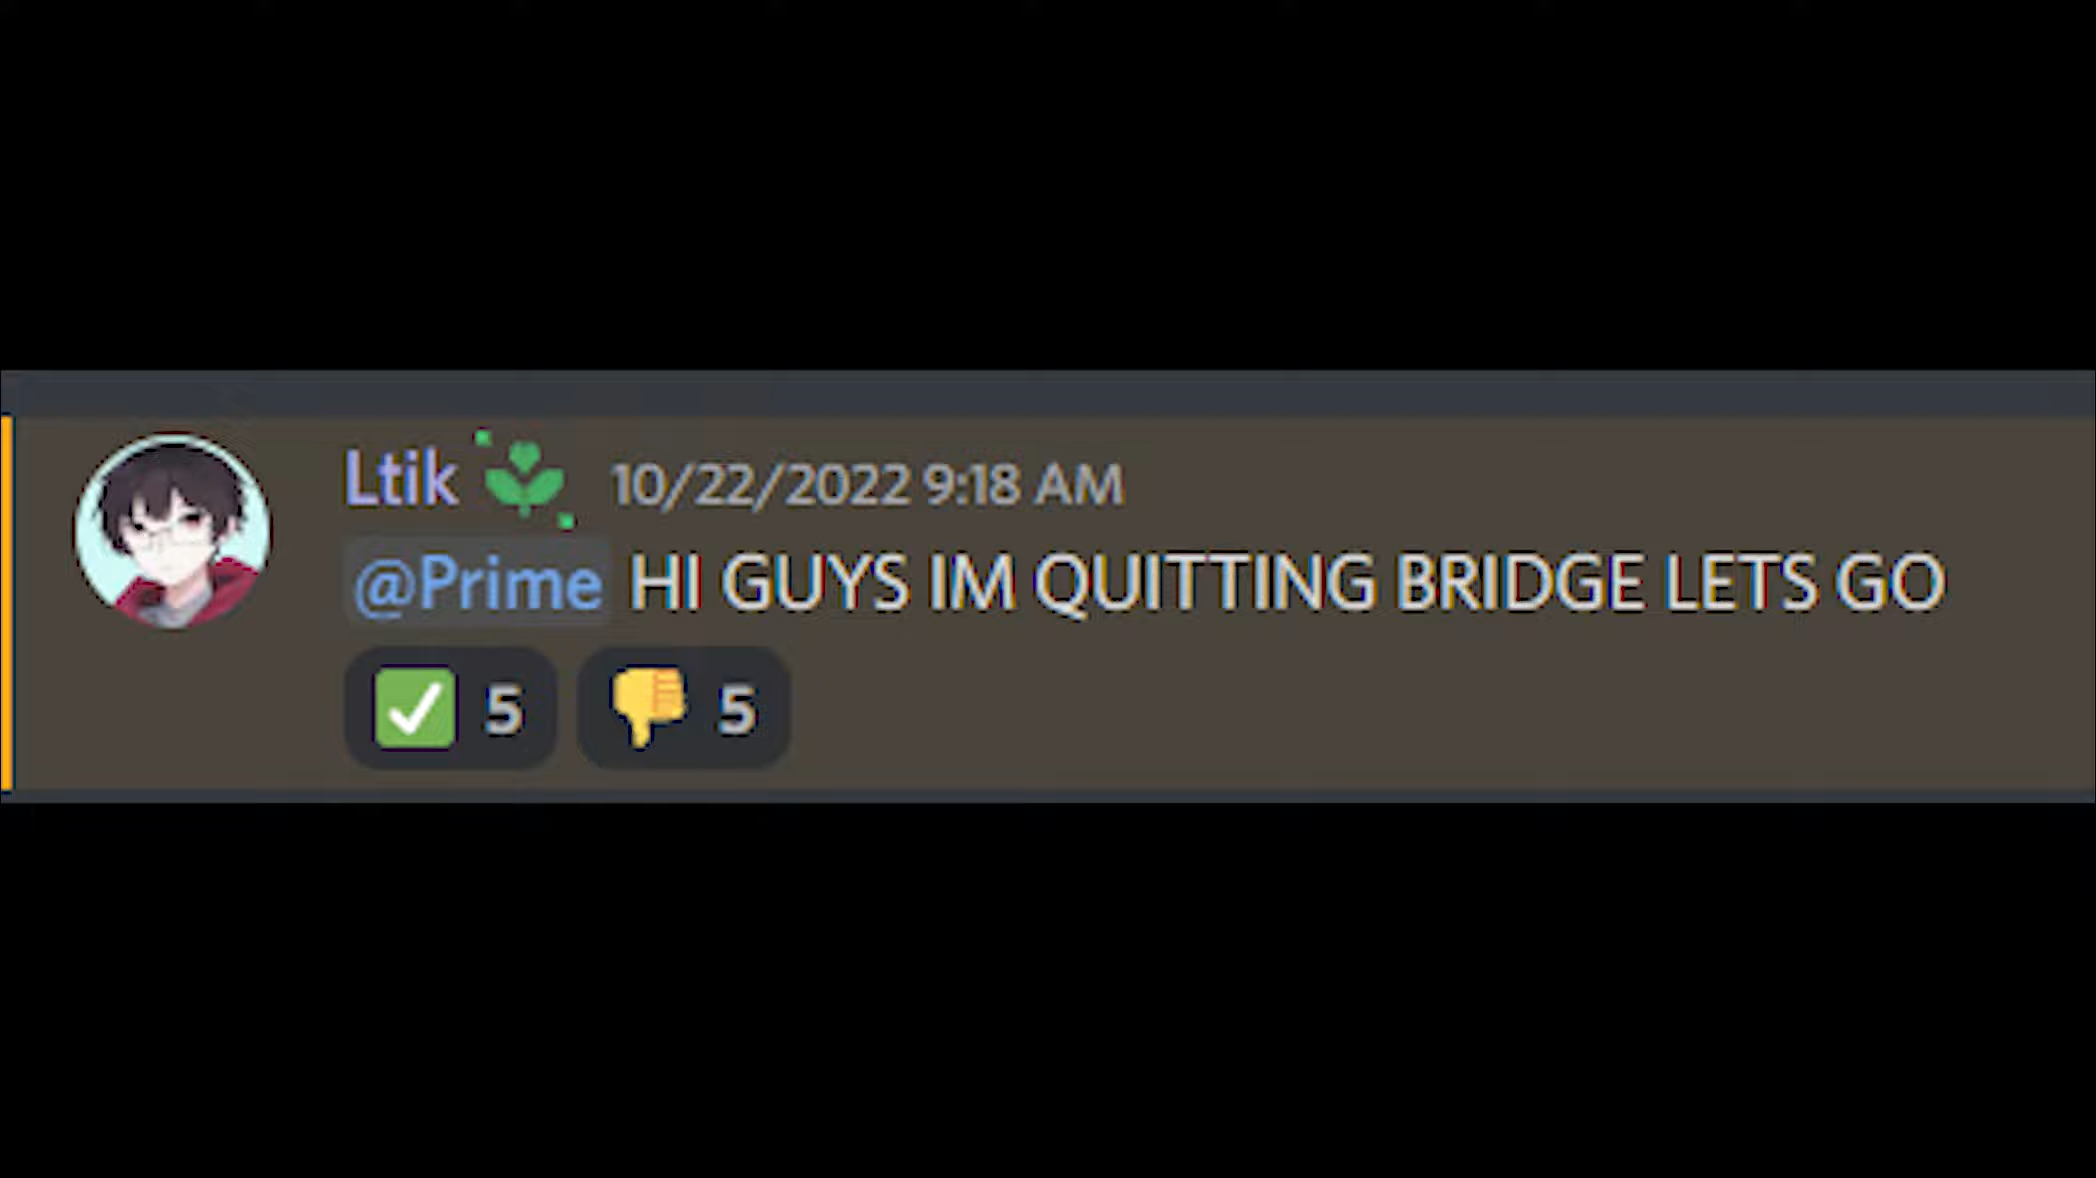 Ltik 10/22/2022 9:18 AM
@Prime HI GUYS IM QUITTING BRIDGE LETS GO
5 5